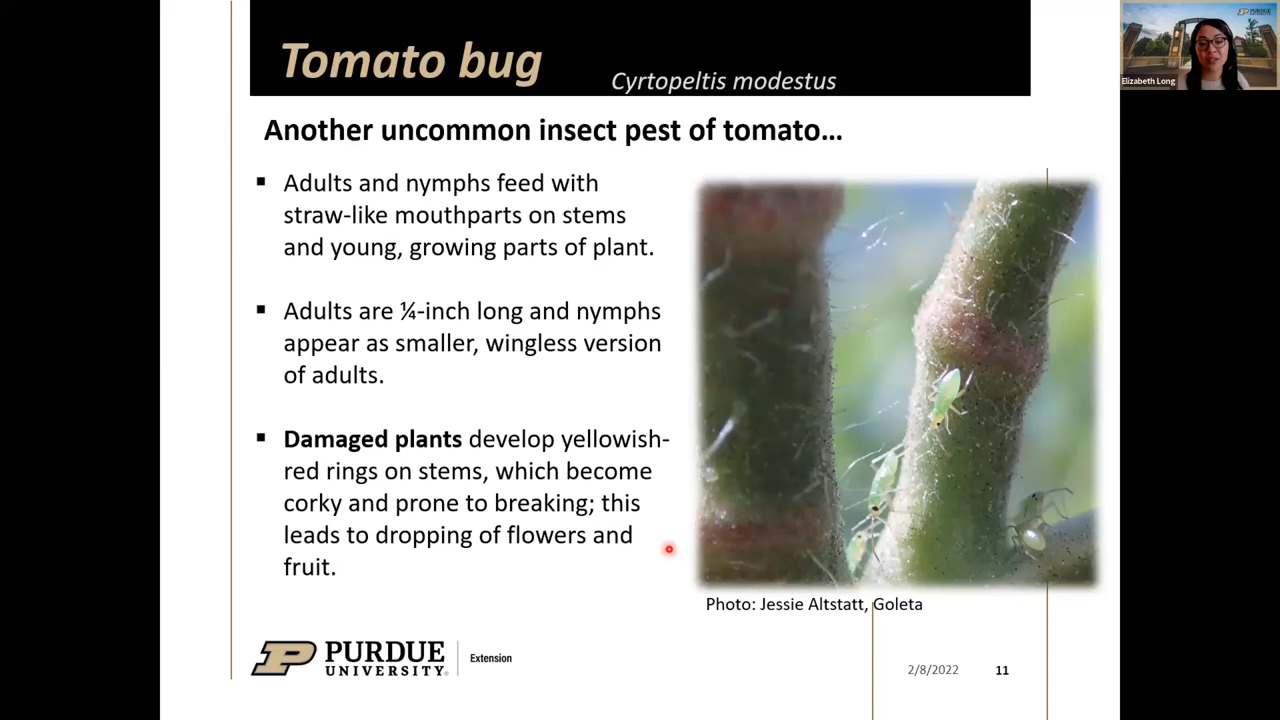 Tomato bug
Cyrtopeltis modestus
Another uncommon insect pest of tomato…
▪ Adults and nymphs feed with
straw-like mouthparts on stems
and young, growing parts of plant.
▪ Adults are ¼-inch long and nymphs
appear as smaller, wingless version
of adults.
▪ Damaged plants develop yellowish-
red rings on stems, which become
corky and prone to breaking; this
leads to dropping of flowers and
fruit.
Photo: Jessie Altstatt, Goleta
PURDUE
UNIVERSITY®
Extension
2/8/2022
11
PURDUE
Elizabeth Long